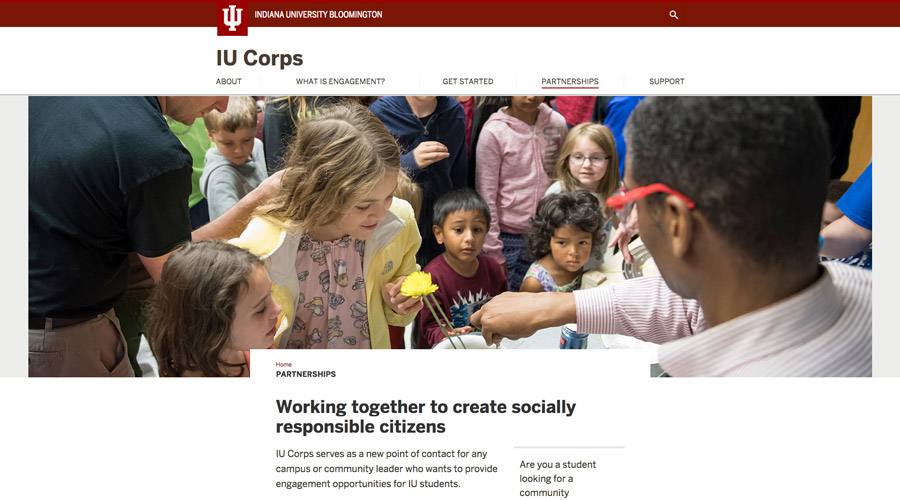 INDIANA UNIVERSITY BLOOMINGTON
IU Corps
ABOUT WHAT IS ENGAGEMENT? GET STARTED PARTNERSHIPS SUPPORT
Home
PARTNERSHIPS
Working together to create socially
responsible citizens
IU Corps serves as a new point of contact for any
campus or community leader who wants to provide
engagement opportunities for IU students.
Are you a student
looking for a
community